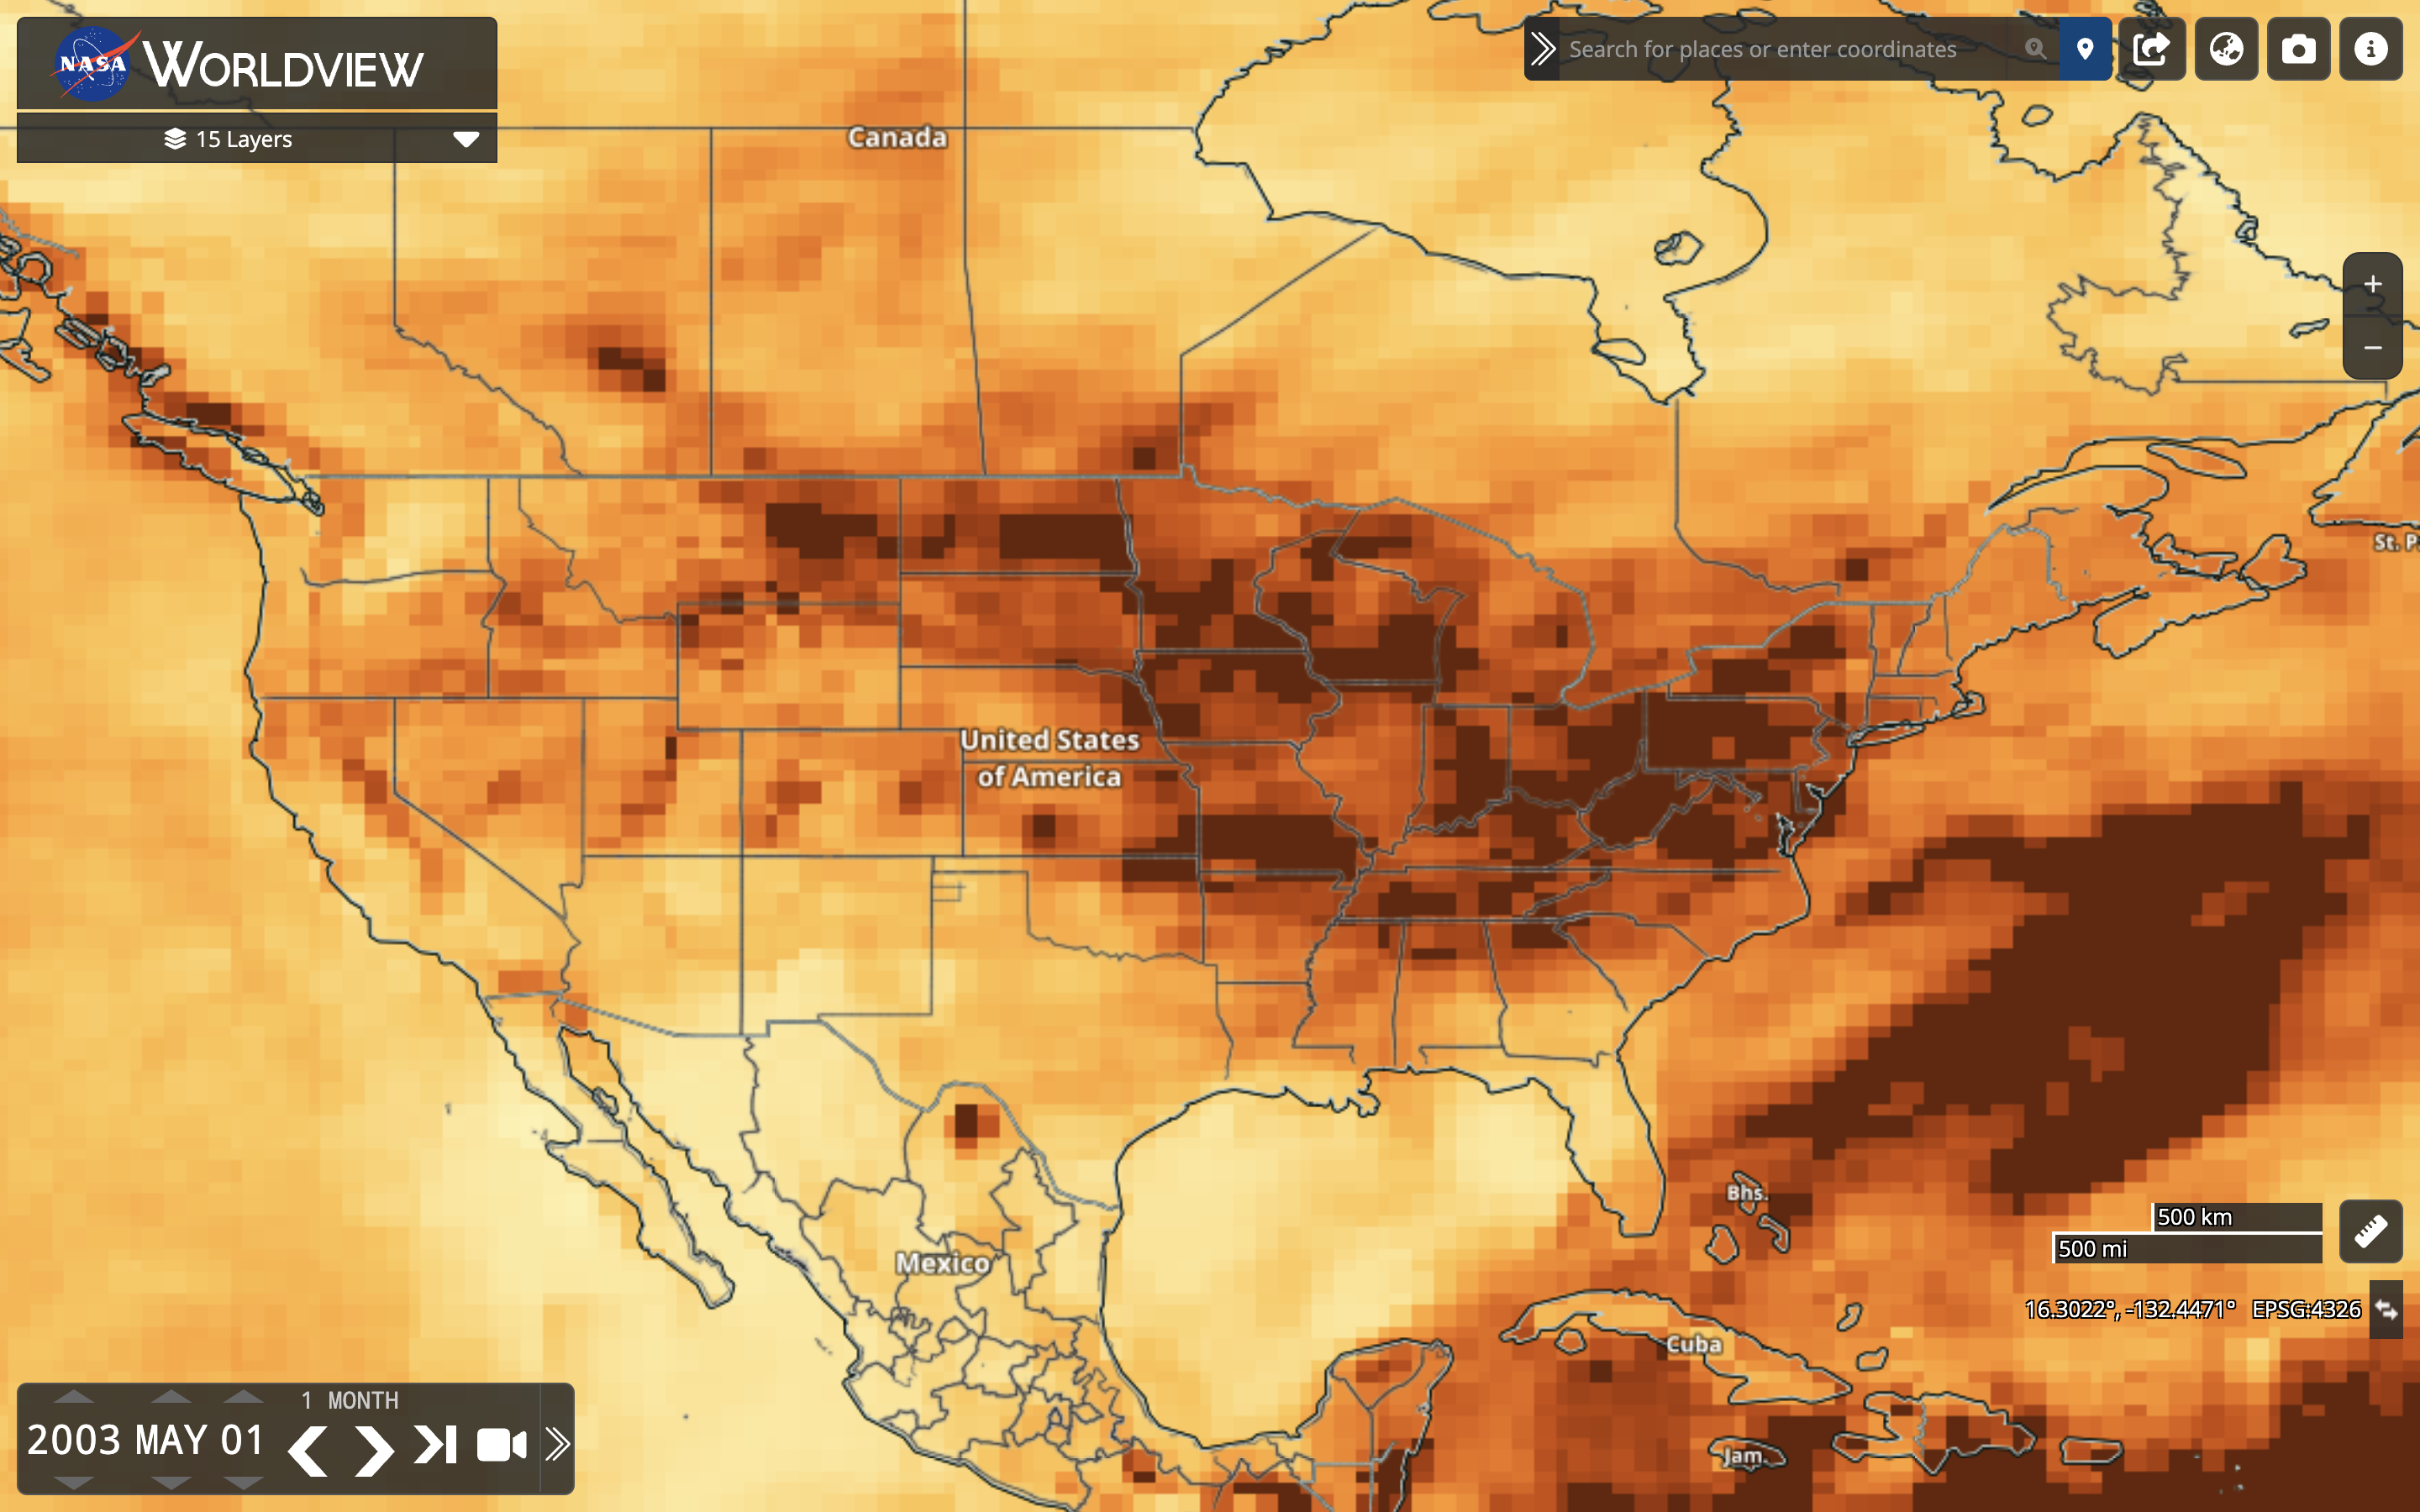 NASA WORLDVIEW
15 Layers
Search for places or enter coordinates
Canada
St. P
United States
of America
Bhs.
500 km
500 mi
Mexico
16.3022°, -132.4471° EPSG:4326
Cuba
Jam.
1 MONTH
2003 MAY 01